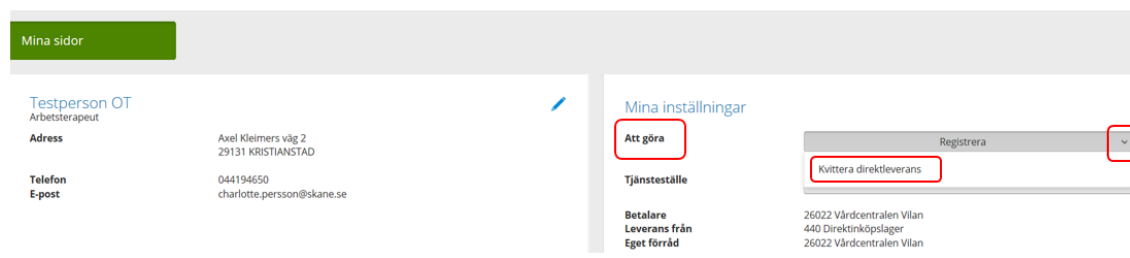 Mina sidor
Testperson OT
Arbetsterapeut
Adress Axel Kleimers väg 2
29131 KRISTIANSTAD
Telefon 044194650
E-post charlotte.persson@skane.se
Mina inställningar
Att göra Registrera
Kvittera direktleverans
Tjänsteställe
Betalare 26022 Vårdcentralen Vilan
Leverans från 440 Direktinköpslager
Eget förråd 26022 Vårdcentralen Vilan